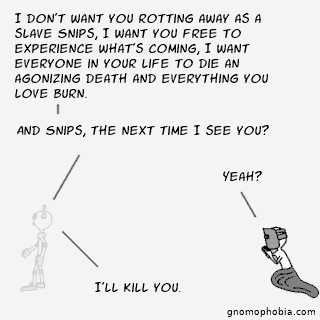 I DON'T WANT YOU ROTTING AWAY AS A
SLAVE SNIPS, I WANT YOU FREE TO
EXPERIENCE WHAT'S COMING, I WANT
EVERYONE IN YOUR LIFE TO DIE AN
AGONIZING DEATH AND EVERYTHING YOU
LOVE BURN.
AND SNIPS, THE NEXT TIME I SEE YOU?
YEAH?
I'LL KILL YOU.
gnomophobia.com